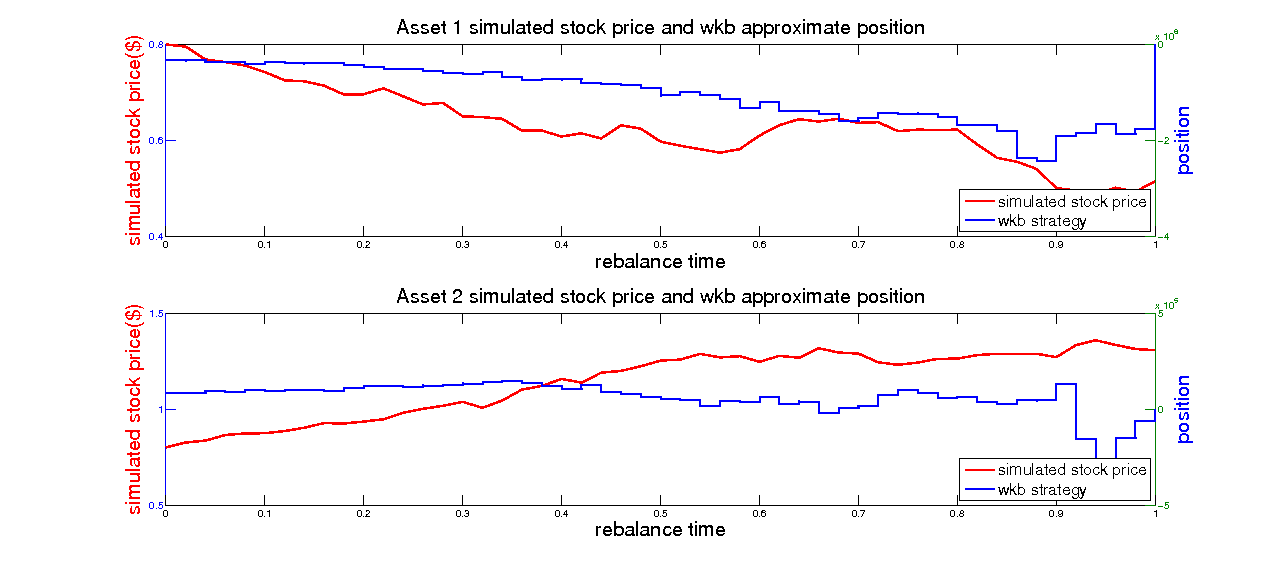 Asset 1 simulated stock price and wkb approximate position
x 10
0.8
0
0.6
-2
0.4
-4
simulated stock price($)
position
simulated stock price
wkb strategy
0 0.1 0.2 0.3 0.4 0.5 0.6 0.7 0.8 0.9 1
rebalance time
Asset 2 simulated stock price and wkb approximate position
x 10
1.5
5
1
0
0.5
-5
simulated stock price($)
position
simulated stock price
wkb strategy
0 0.1 0.2 0.3 0.4 0.5 0.6 0.7 0.8 0.9 1
rebalance time